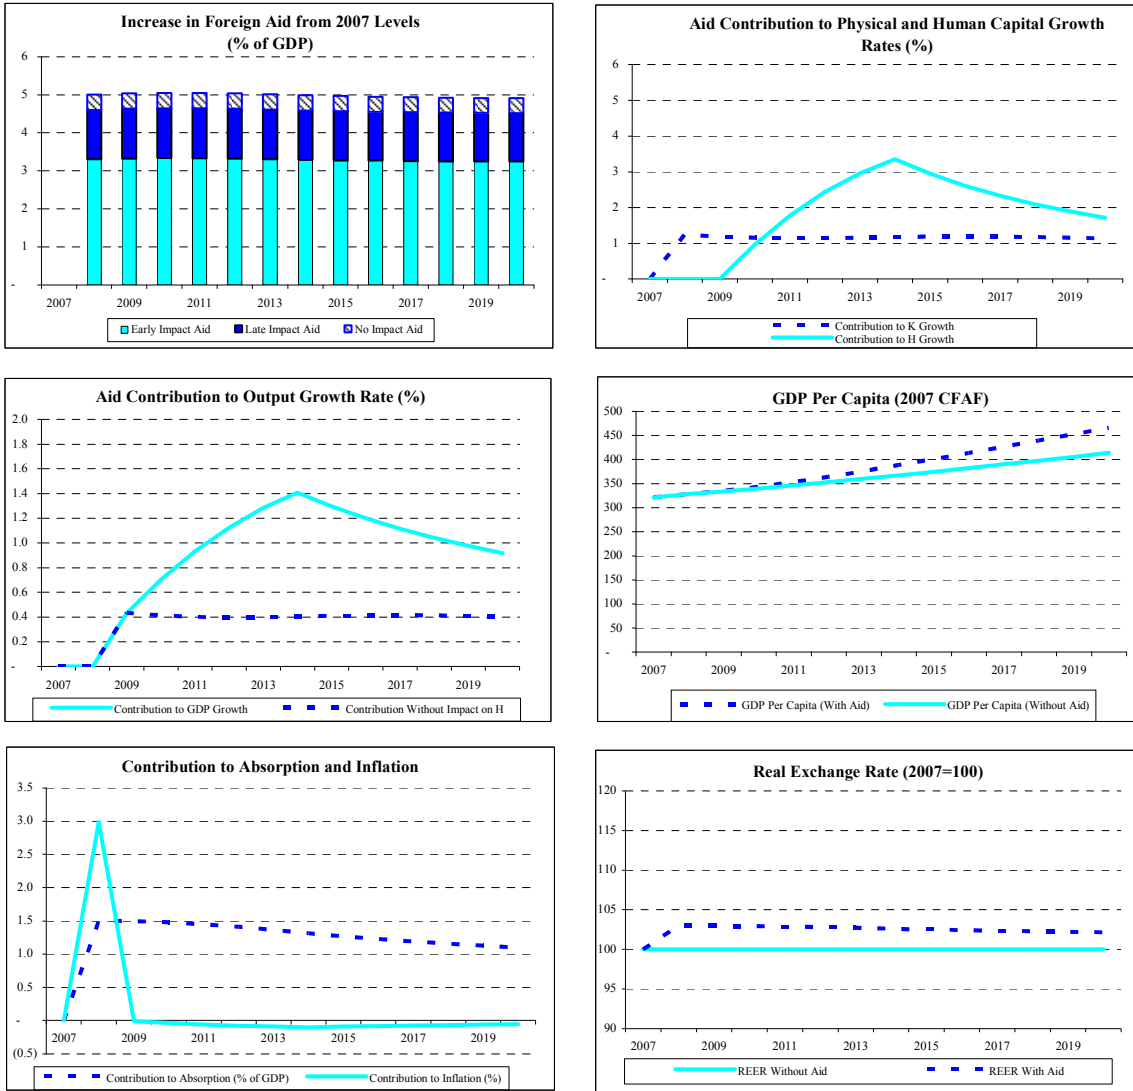 Increase in Foreign Aid from 2007 Levels
(% of GDP)
6
5
4
3
2
1
-
2007 2009 2011 2013 2015 2017 2019
Early Impact Aid Late Impact Aid No Impact Aid
Aid Contribution to Physical and Human Capital Growth
Rates (%)
6
5
4
3
2
1
-
2007 2009 2011 2013 2015 2017 2019
Contribution to K Growth
Contribution to H Growth
Aid Contribution to Output Growth Rate (%)
2.0
1.8
1.6
1.4
1.2
1.0
0.8
0.6
0.4
0.2
-
2007 2009 2011 2013 2015 2017 2019
Contribution to GDP Growth Contribution Without Impact on H
GDP Per Capita (2007 CFAF)
500
450
400
350
300
250
200
150
100
50
-
2007 2009 2011 2013 2015 2017 2019
GDP Per Capita (With Aid) GDP Per Capita (Without Aid)
Contribution to Absorption and Inflation
3.5
3.0
2.5
2.0
1.5
1.0
0.5
-
(0.5)
2007 2009 2011 2013 2015 2017 2019
Contribution to Absorption (% of GDP) Contribution to Inflation (%)
Real Exchange Rate (2007=100)
120
115
110
105
100
95
90
2007 2009 2011 2013 2015 2017 2019
REER Without Aid REER With Aid